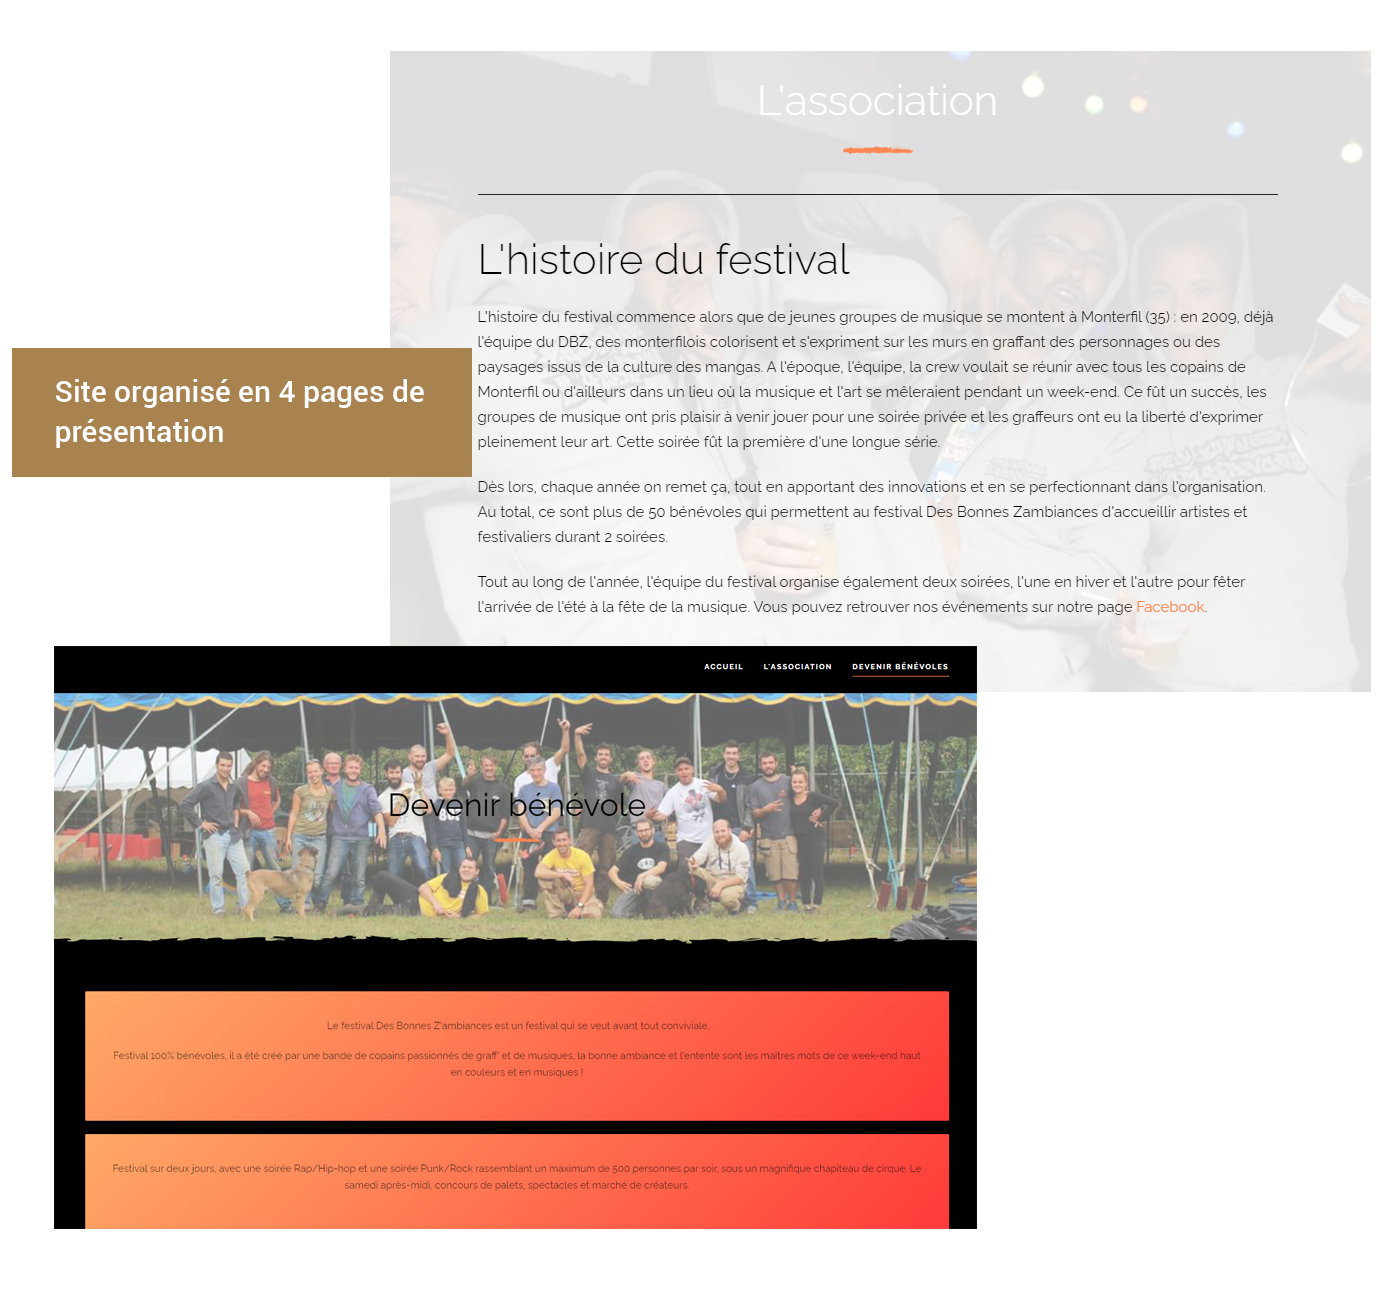 L'association
L'histoire du festival
L'histoire du festival commence alors que de jeunes groupes de musique se montent à Monterfil (35) : en 2009, déjà
l'équipe du DBZ, des monterfilois colorisent et s'expriment sur les murs en graffant des personnages ou des
paysages issus de la culture des mangas. A l'époque, l'équipe, la crew voulait se réunir avec tous les copains de
Monterfil ou d'ailleurs dans un lieu où la musique et l'art se mêleraient pendant un week-end. Ce fût un succès, les
groupes de musique ont pris plaisir à venir jouer pour une soirée privée et les graffeurs ont eu la liberté d'exprimer
pleinement leur art. Cette soirée fût la première d'une longue série.
Dès lors, chaque année on remet ça, tout en apportant des innovations et en se perfectionnant dans l'organisation.
Au total, ce sont plus de 50 bénévoles qui permettent au festival Des Bonnes Zambiances d'accueillir artistes et
festivaliers durant 2 soirées.
Tout au long de l'année, l'équipe du festival organise également deux soirées, l'une en hiver et l'autre pour fêter
l'arrivée de l'été à la fête de la musique. Vous pouvez retrouver nos événements sur notre page Facebook.
Site organisé en 4 pages de
présentation
ACCUEIL L'ASSOCIATION DEVENIR BÉNÉVOLES
Devenir bénévole
Le festival Des Bonnes Z'ambiances est un festival qui se veut avant tout conviviale.
Festival 100% bénévoles, il a été créé par une bande de copains passionnés de graff' et de musiques, la bonne ambiance et l'entente sont les maîtres mots de ce week-end haut
en couleurs et en musiques !
Festival sur deux jours, avec une soirée Rap/Hip-hop et une soirée Punk/Rock rassemblant un maximum de 500 personnes par soir, sous un magnifique chapiteau de cirque. Le
samedi après-midi, concours de palets, spectacles et marché de créateurs.